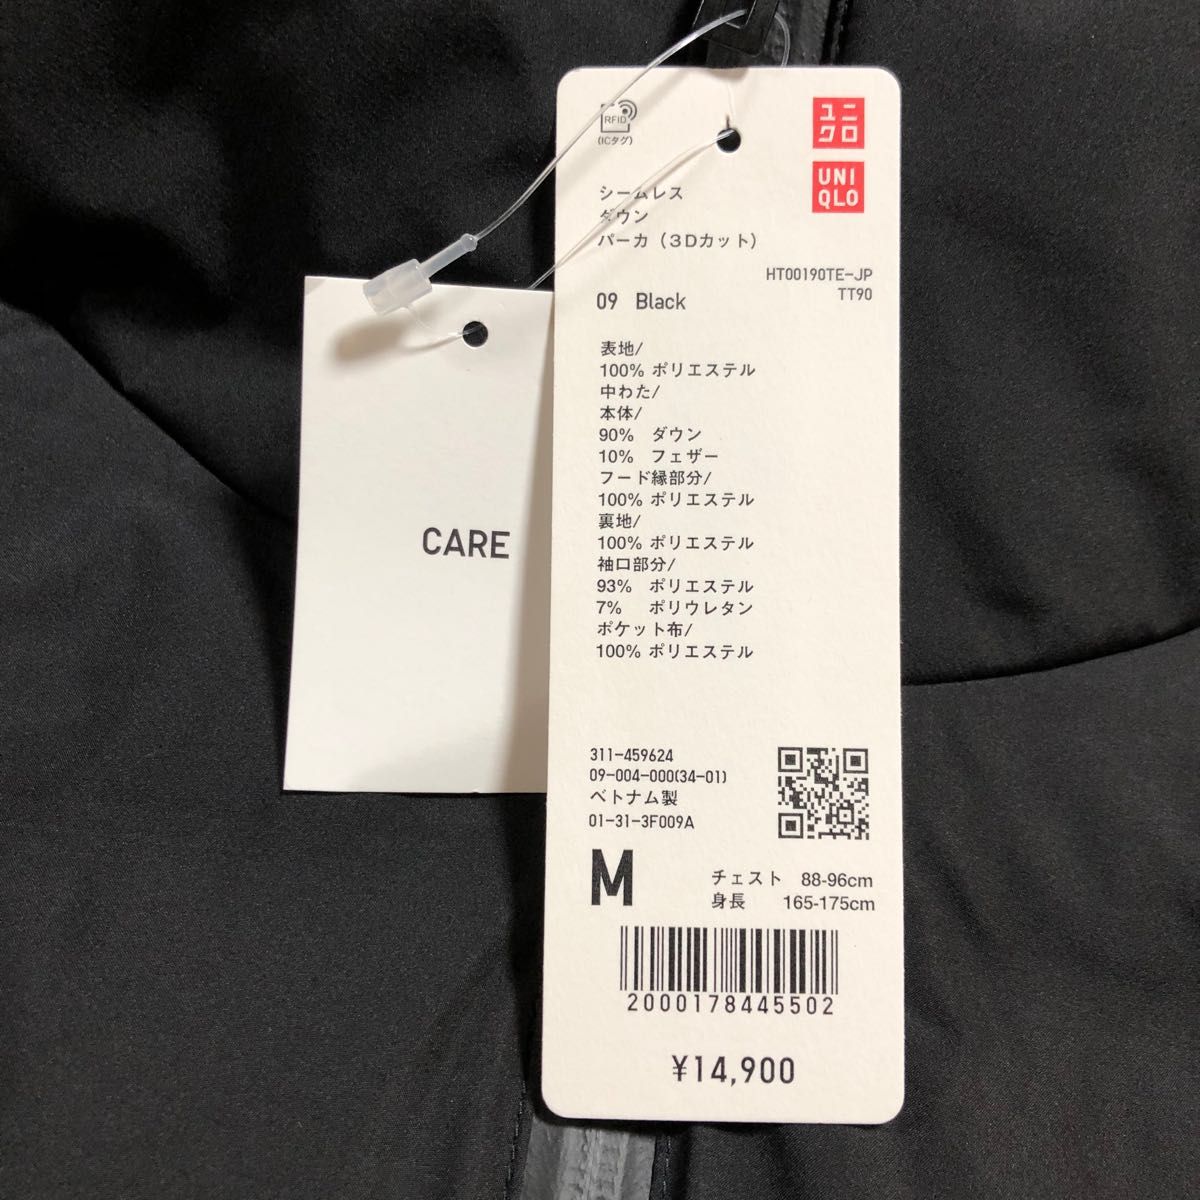 RFID
(ICタグ)
ユニ
クロ
UNI
QLO
シームレス
ダウン
パーカ（3Dカット）
HT00190TE-JP
TT90
09 Black
表地/
100% ポリエステル
中わた/
本体/
90% ダウン
10% フェザー
フード縁部分/
100% ポリエステル
裏地/
100% ポリエステル
袖口部分/
93% ポリエステル
7% ポリウレタン
ポケット布/
100% ポリエステル
CARE
311-459624
09-004-000(34-01)
ベトナム製
01-31-3F009A
M
チェスト 88-96cm
身長 165-175cm
2000178445502
¥14,900